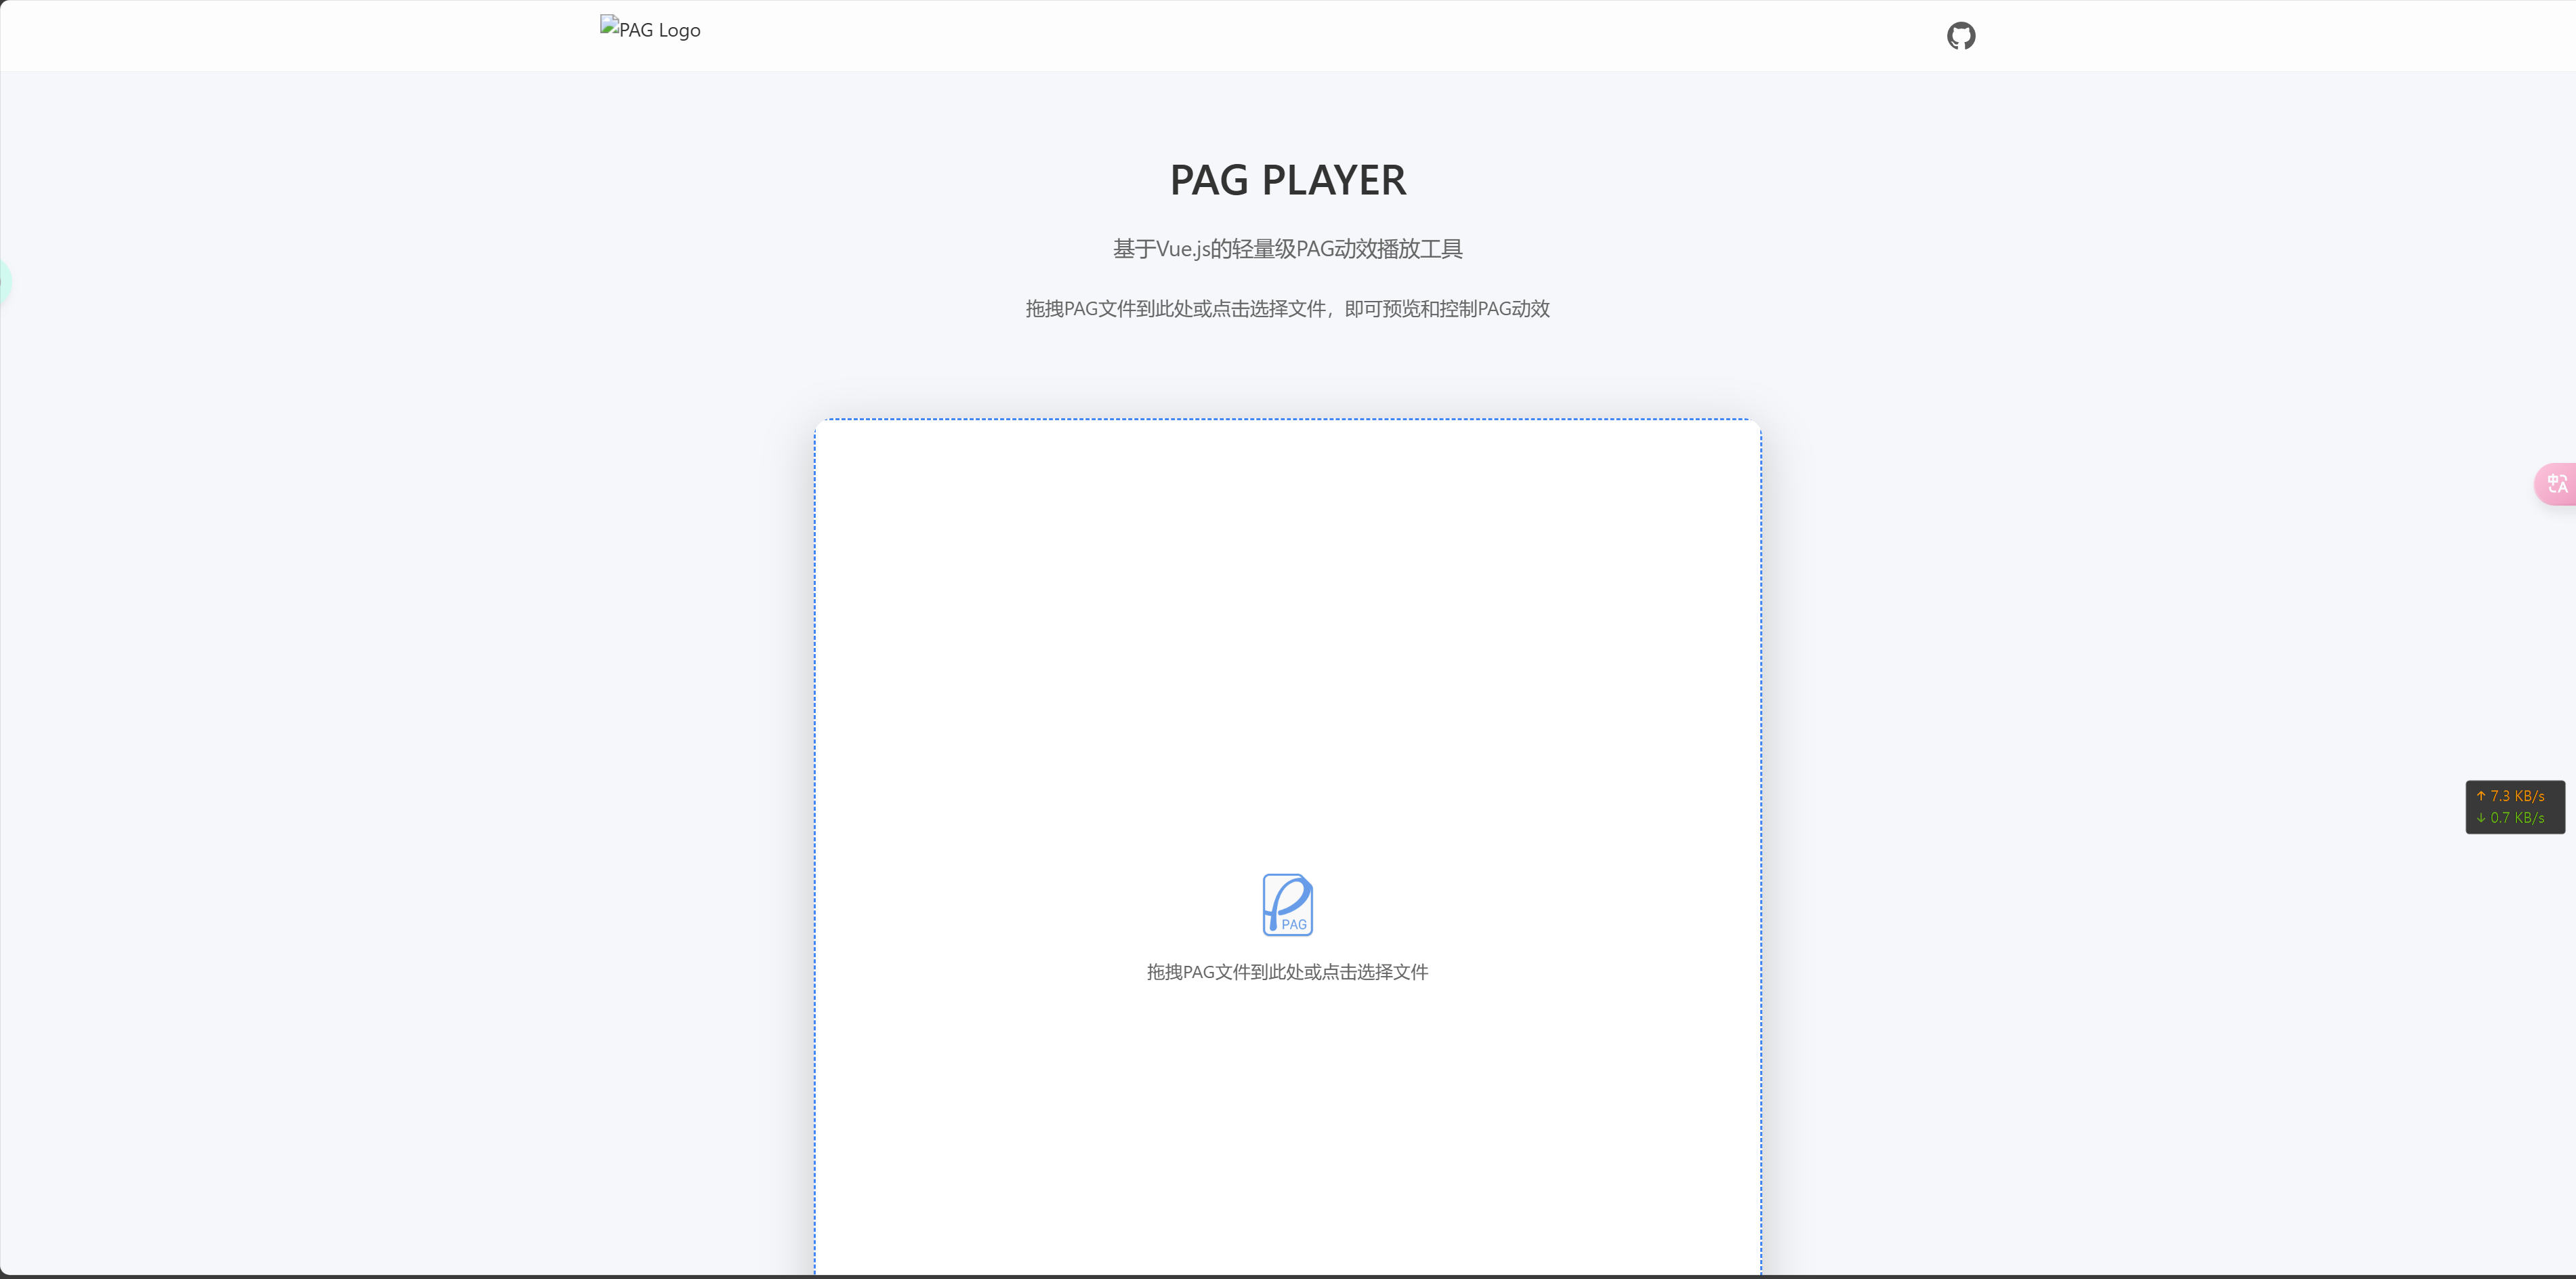 PAG Logo
PAG PLAYER
基于Vue.js的轻量级PAG动效播放工具
拖拽PAG文件到此处或点击选择文件，即可预览和控制PAG动效
中A
↑ 7.3 KB/s
↓ 0.7 KB/s
PAG
拖拽PAG文件到此处或点击选择文件